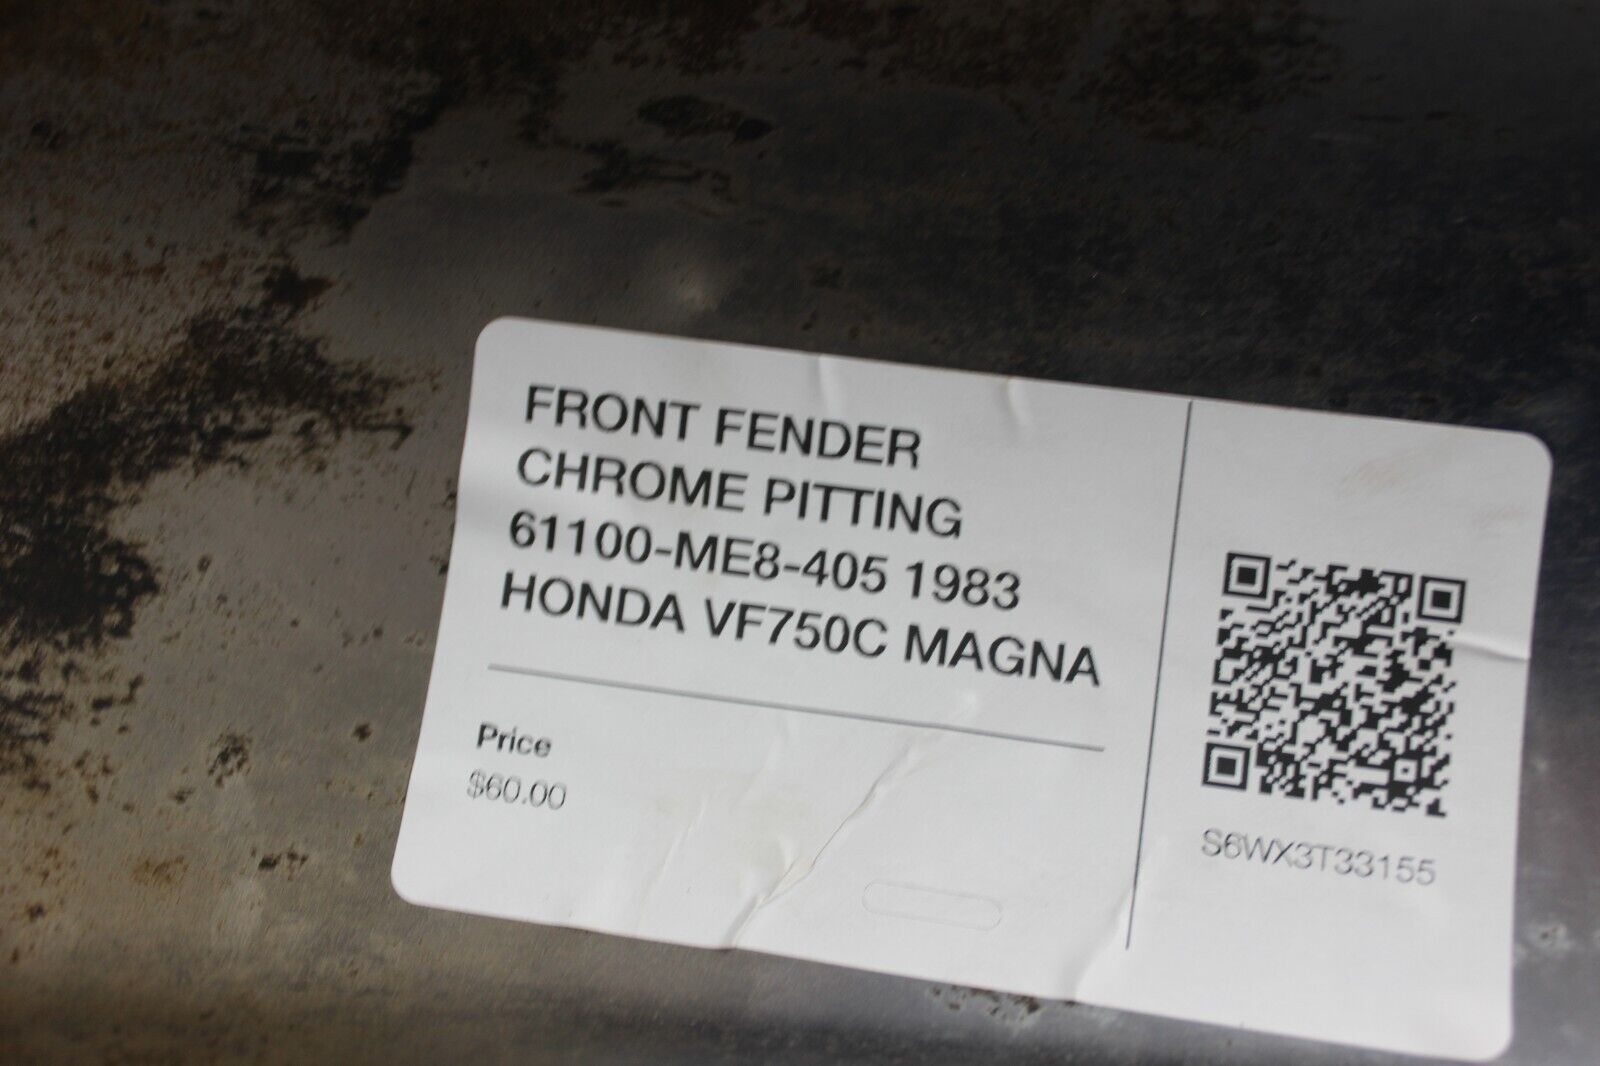 FRONT FENDER
CHROME PITTING
61100-ME8-405 1983
HONDA VF750C MAGNA
Price
$60.00
S6WX3T33155